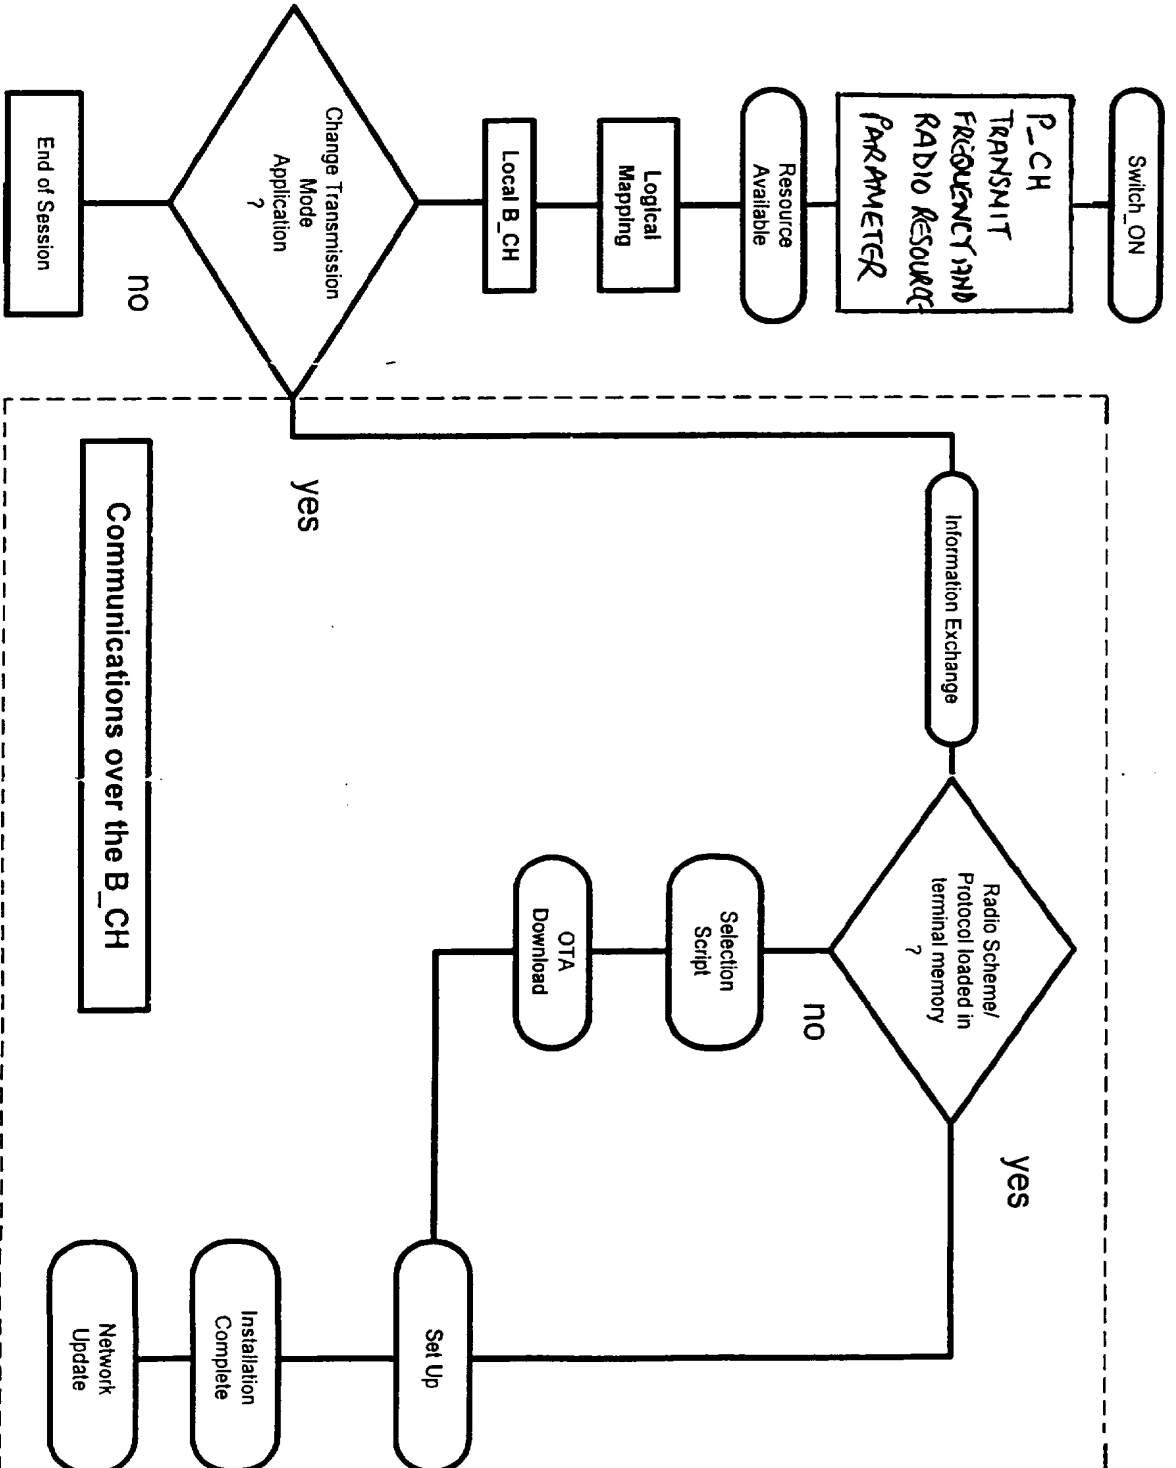 Switch_ON
P_CH
TRANSMIT
FREQUENCY AND
RADIO RESOURCE
PARAMETER
Resource
Available
Logical
Mapping
Local B_CH
Change Transmission
Mode
Application
?
no
End of Session
yes
Information Exchange
Radio Scheme/
Protocol loaded in
terminal memory
?
no
Selection
Script
OTA
Download
yes
Set Up
Installation
Complete
Network
Update
Communications over the B_CH